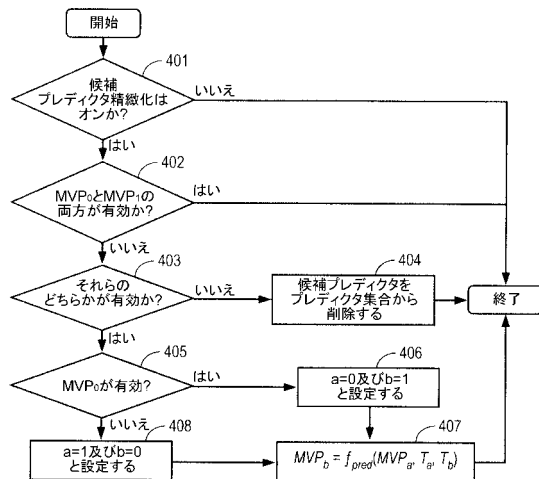 開始
401
候補
プレディクタ精緻化は
オンか?
いいえ
はい
402
MVP₀とMVP₁の
両方が有効か?
はい
いいえ
403
それらの
どちらかが有効か?
いいえ
404
候補プレディクタを
プレディクタ集合から
削除する
終了
はい
405
MVP₀が有効?
はい
406
a=0及びb=1
と設定する
いいえ
408
a=1及びb=0
と設定する
407
MVP_b = f_pred(MVP_a, T_a, T_b)